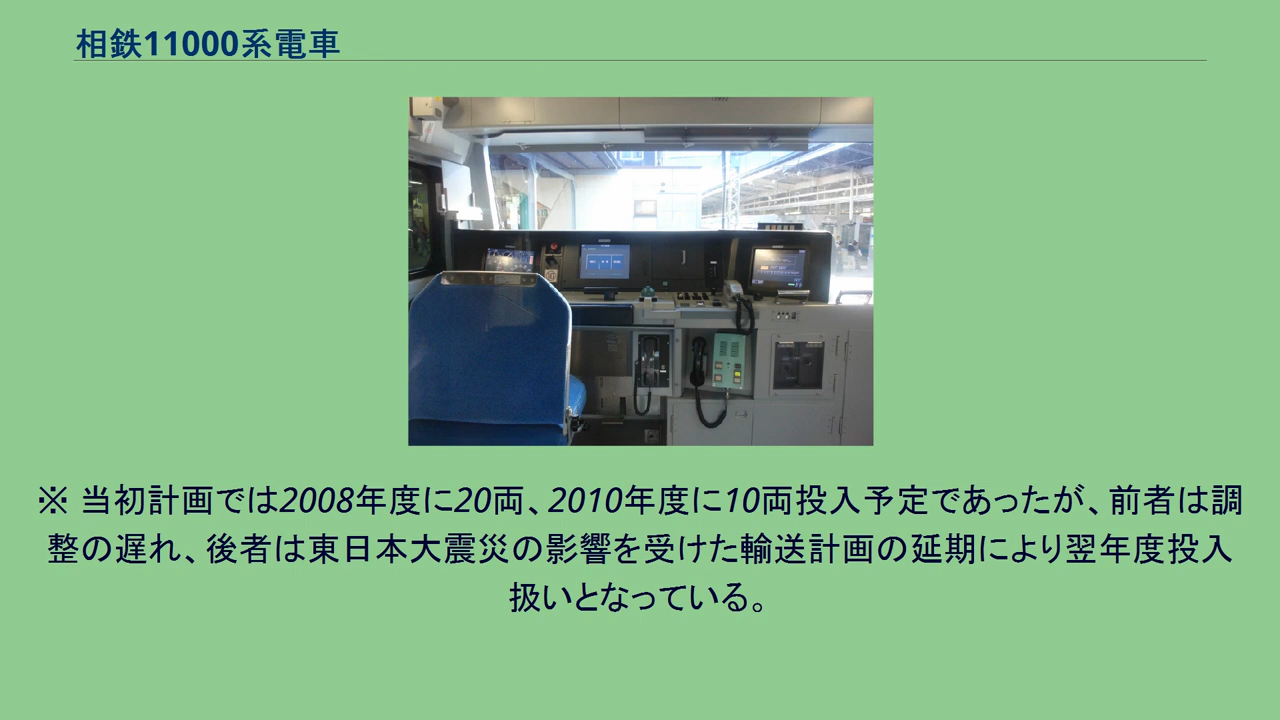 相鉄11000系電車
※ 当初計画では2008年度に20両、2010年度に10両投入予定であったが、前者は調
整の遅れ、後者は東日本大震災の影響を受けた輸送計画の延期により翌年度投入
扱いとなっている。